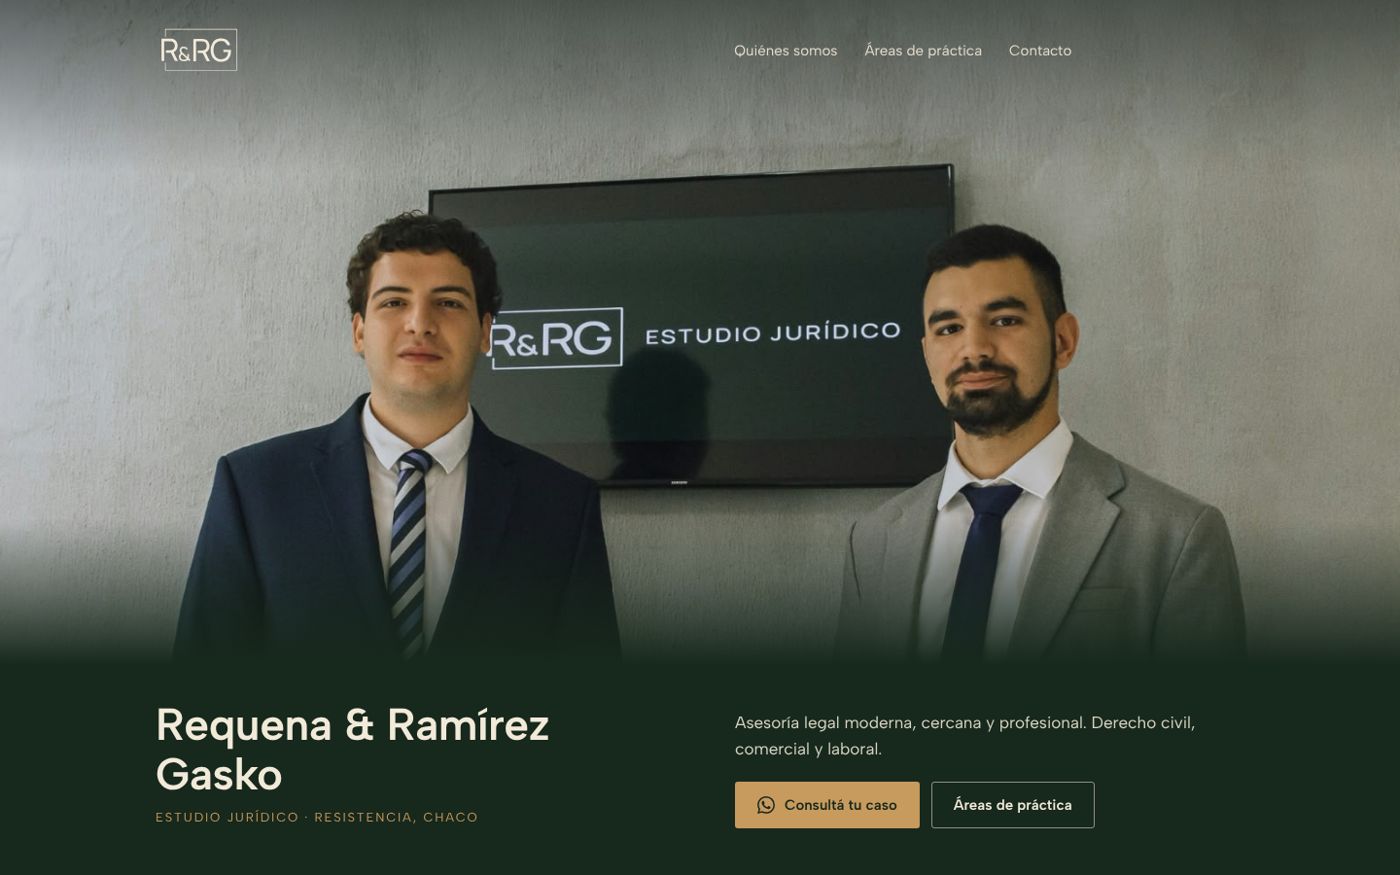 R&RG
Quiénes somos
Áreas de práctica
Contacto
R&RG
ESTUDIO JURÍDICO
SAMSUNG
Requena & Ramírez
Gasko
ESTUDIO JURÍDICO · RESISTENCIA, CHACO
Asesoría legal moderna, cercana y profesional. Derecho civil,
comercial y laboral.
Consultá tu caso
Áreas de práctica